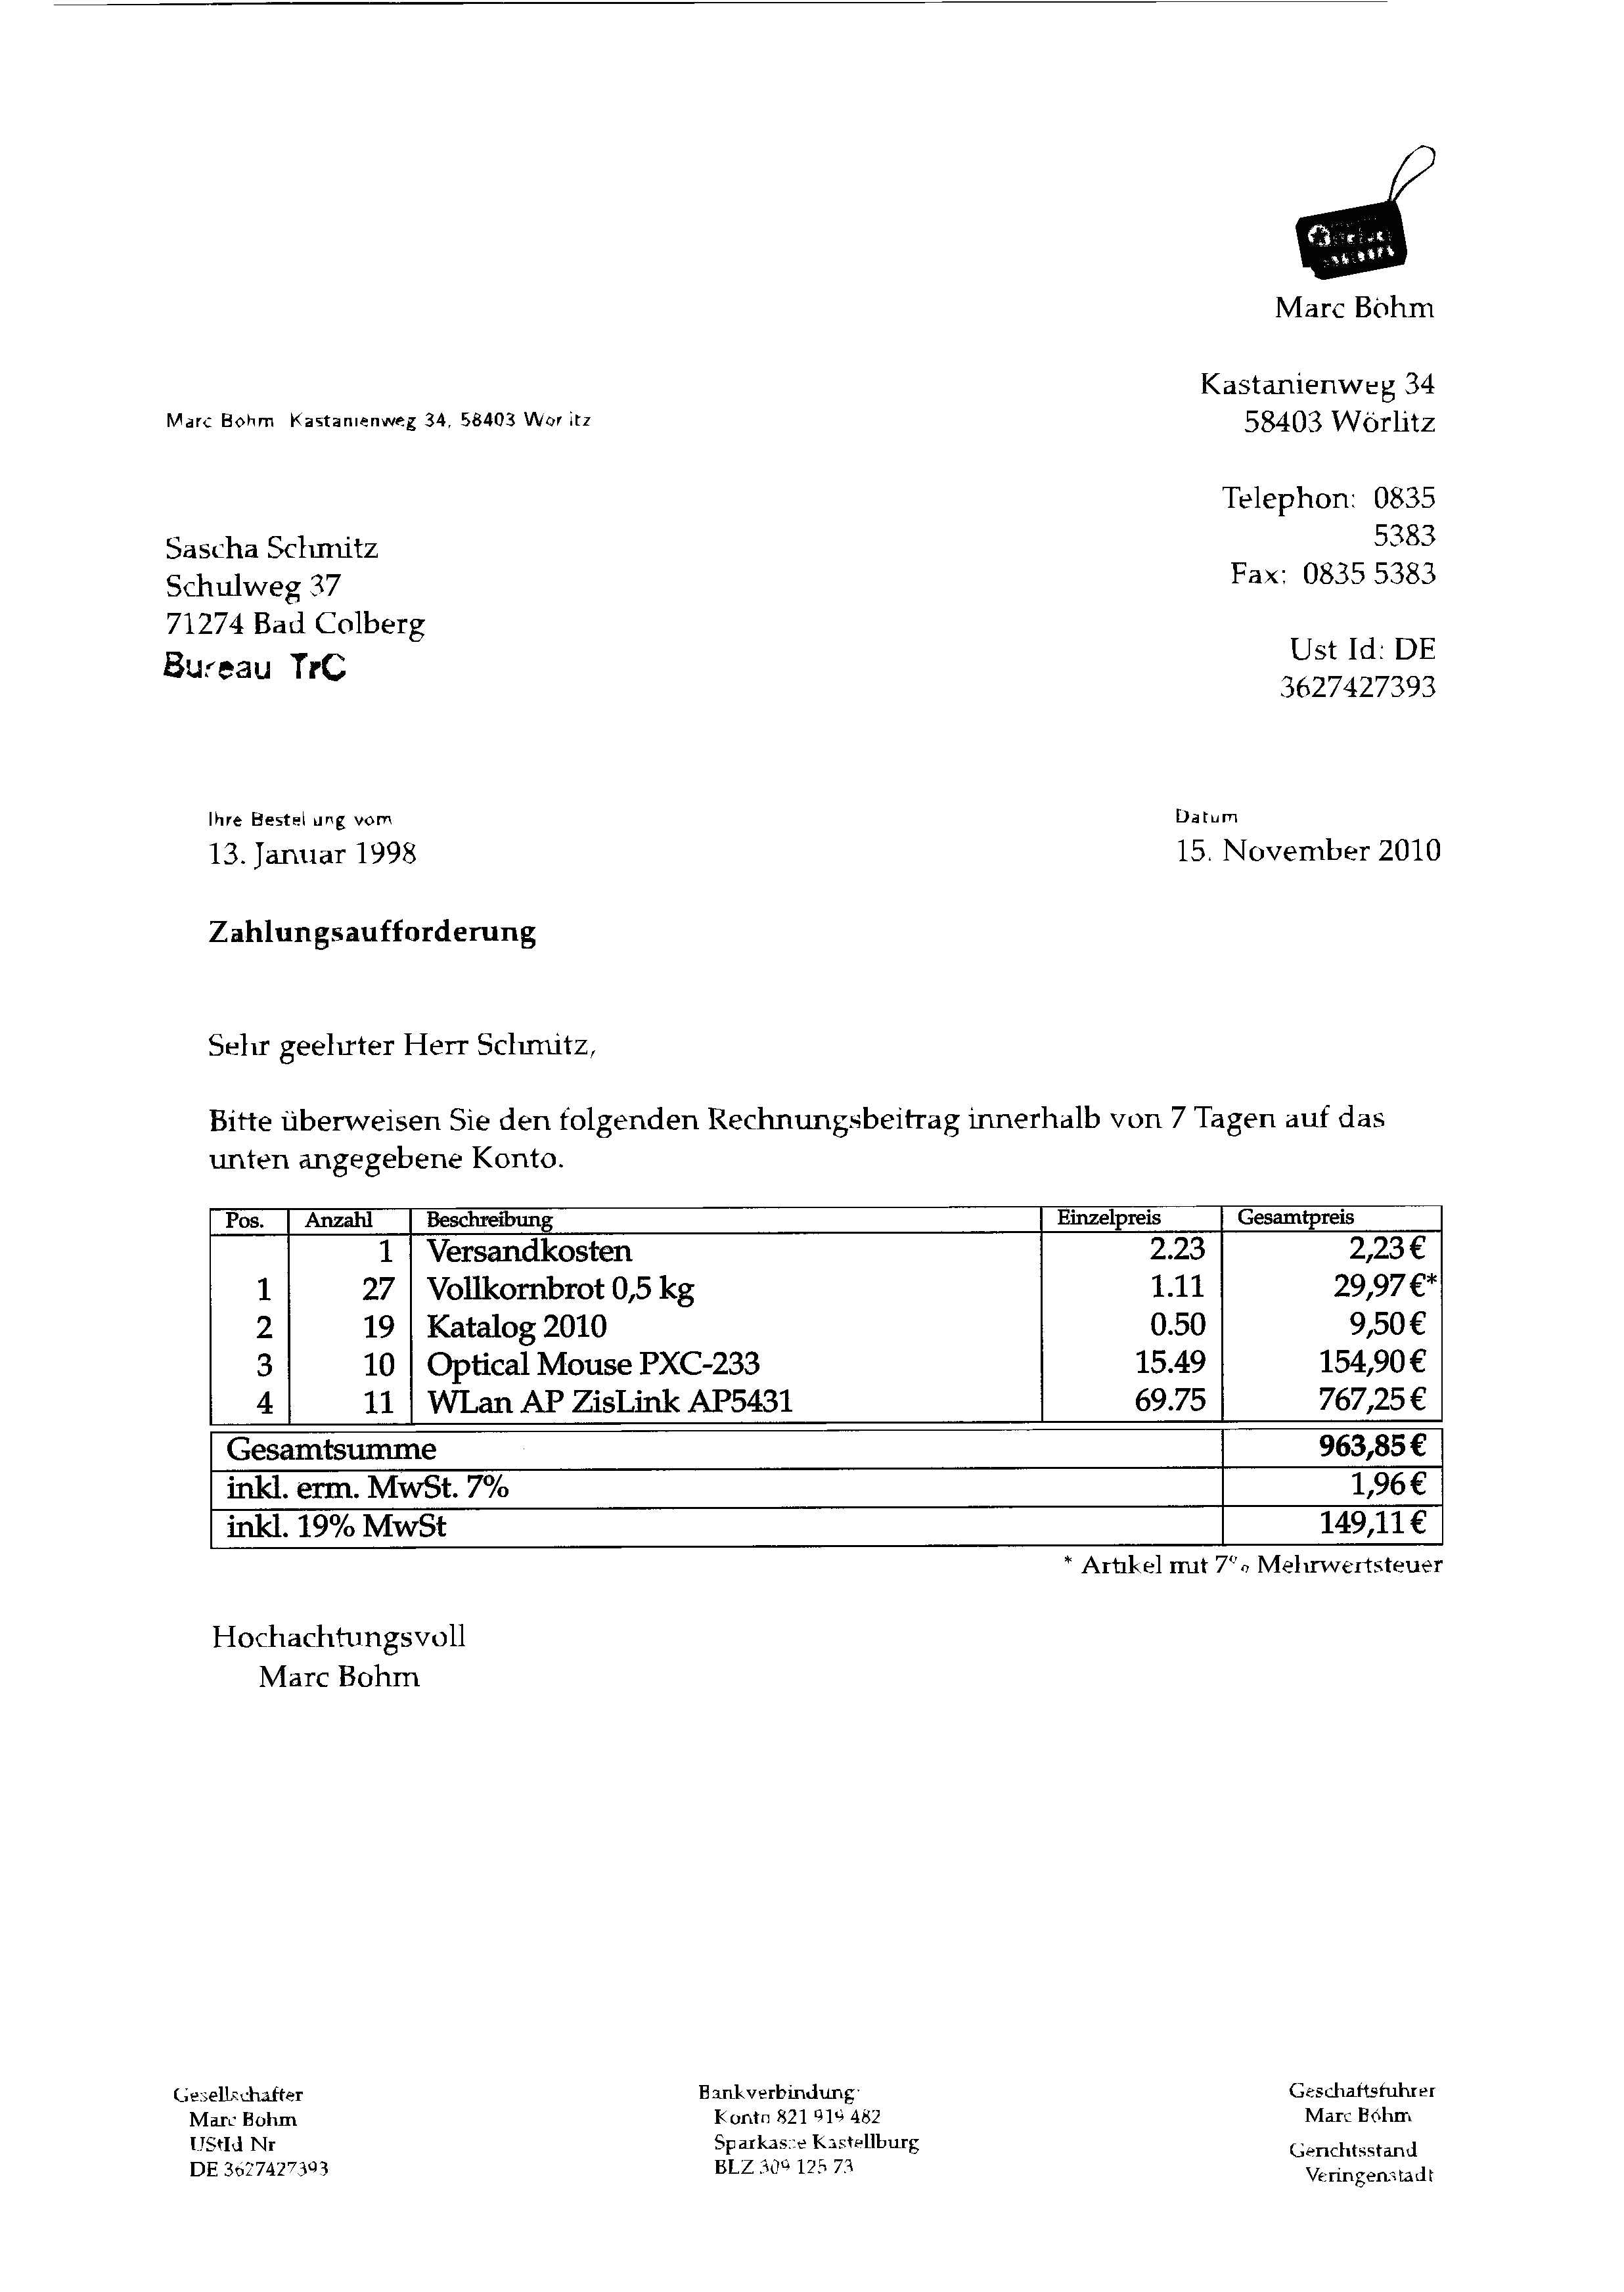 Marc Böhm
Kastanienweg 34
58403 Wörlitz
Marc Bohm Kastanienweg 34, 58403 Wor itz
Telephon: 0835
5383
Fax: 0835 5383
Ust Id: DE
3627427393
Sascha Schmitz
Schulweg 37
71274 Bad Colberg
Bureau TrC
Ihre Bestel ung vom
13. Januar 1998
Datum
15. November 2010
Zahlungsaufforderung
Sehr geehrter Herr Schmitz,
Bitte überweisen Sie den folgenden Rechnungsbeitrag innerhalb von 7 Tagen auf das
unten angegebene Konto.
Pos. Anzahl Beschreibung Einzelpreis Gesamtpreis
1 Versandkosten 2.23 2,23 €
1 27 Vollkornbrot 0,5 kg 1.11 29,97 €*
2 19 Katalog 2010 0.50 9,50 €
3 10 Optical Mouse PXC-233 15.49 154,90 €
4 11 WLan AP ZisLink AP5431 69.75 767,25 €
Gesamtsumme 963,85 €
inkl. erm. MwSt. 7% 1,96 €
inkl. 19% MwSt 149,11 €
* Artikel mit 7% Mehrwertsteuer
Hochachtungsvoll
Marc Bohm
Gesellschafter
Marc Bohm
UStId Nr
DE 3627427393
Bankverbindung:
Konto 821 919 482
Sparkasse Kastellburg
BLZ 309 125 73
Geschaftsfuhrer
Marc Böhm
Gerichtsstand
Veringenstadt